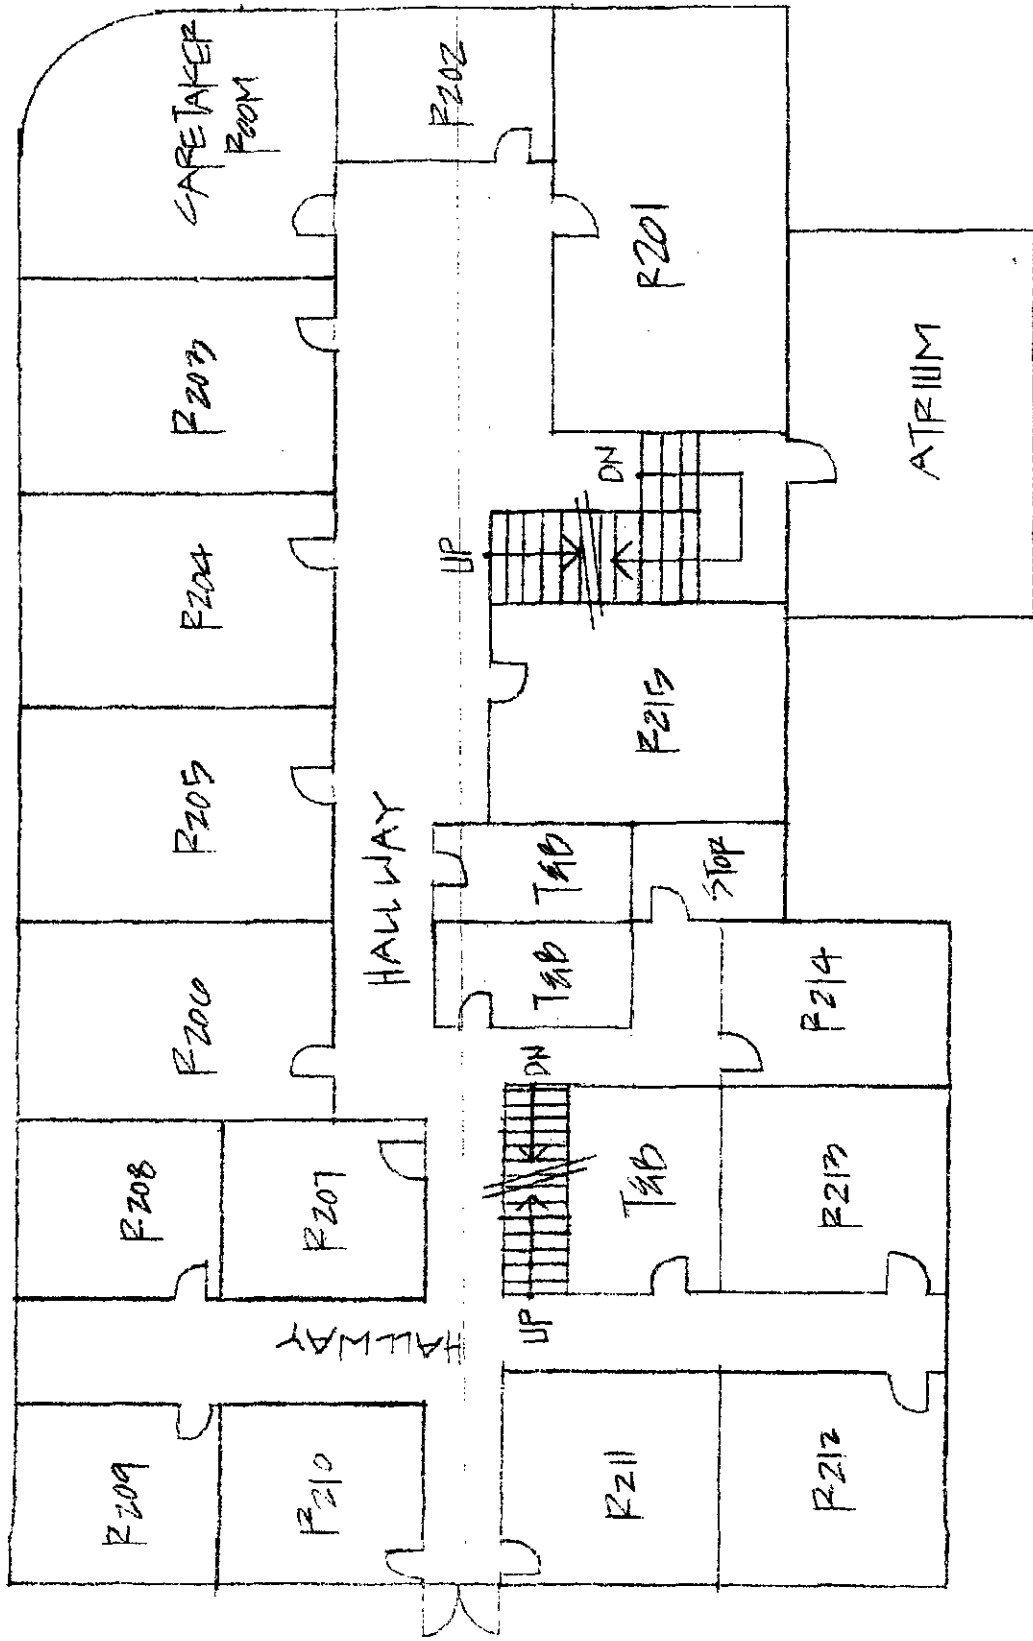 CARETAKER
ROOM
R202
R201
R203
ATRIUM
DN
UP
R204
R215
R205
HALLWAY
T&B
STOR
R206
T&B
R214
DN
R208
R207
T&B
R213
HALLWAY
UP
R209
R210
R211
R212